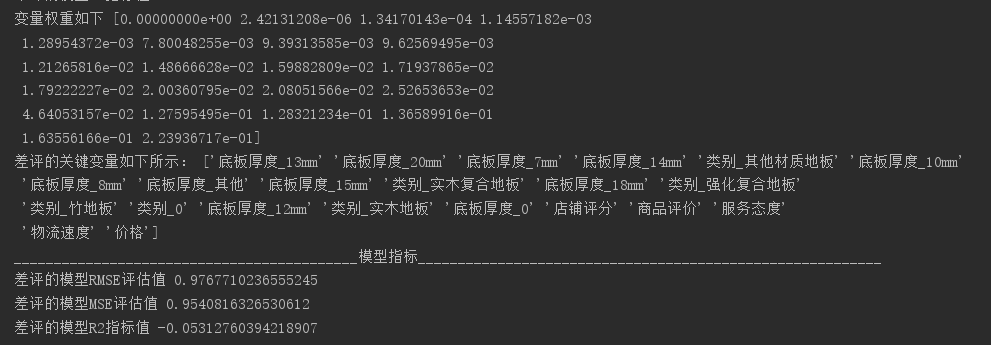 变量权重如下 [0.00000000e+00 2.42131208e-06 1.34170143e-04 1.14557182e-03
1.28954372e-03 7.80048255e-03 9.39313585e-03 9.62569495e-03
1.21265816e-02 1.48666628e-02 1.59882809e-02 1.71937865e-02
1.79222227e-02 2.00360795e-02 2.08051566e-02 2.52653653e-02
4.64053157e-02 1.27595495e-01 1.28321234e-01 1.36589916e-01
1.63556166e-01 2.23936717e-01]
差评的关键变量如下所示: ['底板厚度_13mm' '底板厚度_20mm' '底板厚度_7mm' '底板厚度_14mm' '类别_其他材质地板' '底板厚度_10mm'
'底板厚度_8mm' '底板厚度_其他' '底板厚度_15mm' '类别_实木复合地板' '底板厚度_18mm' '类别_强化复合地板'
'类别_竹地板' '类别_0' '底板厚度_12mm' '类别_实木地板' '底板厚度_0' '店铺评分' '商品评价' '服务态度'
'物流速度' '价格']
___________________________________________模型指标__________________________________________________________
差评的模型RMSE评估值 0.9767710236555245
差评的模型MSE评估值 0.9540816326530612
差评的模型R2指标值 -0.05312760394218907